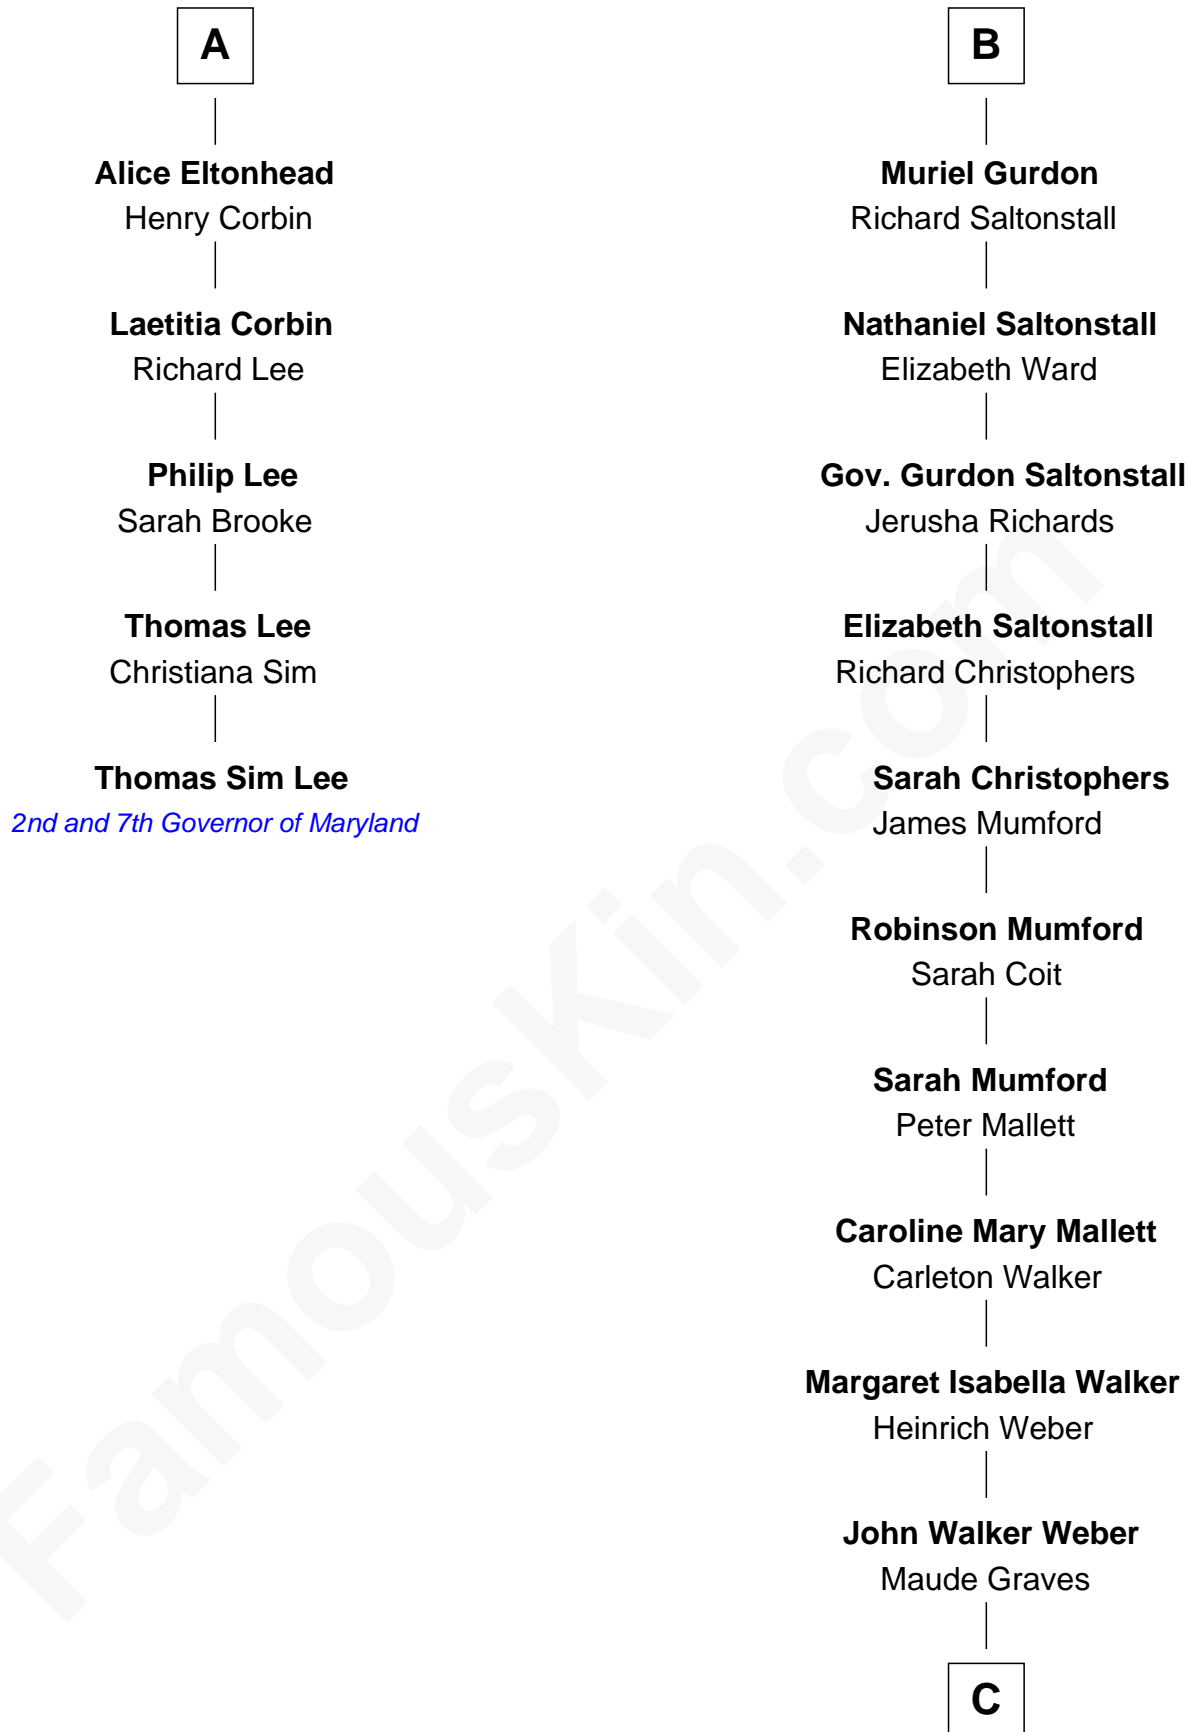 A
Alice Eltonhead
Henry Corbin
Laetitia Corbin
Richard Lee
Philip Lee
Sarah Brooke
Thomas Lee
Christiana Sim
Thomas Sim Lee
2nd and 7th Governor of Maryland
B
Muriel Gurdon
Richard Saltonstall
Nathaniel Saltonstall
Elizabeth Ward
Gov. Gurdon Saltonstall
Jerusha Richards
Elizabeth Saltonstall
Richard Christophers
Sarah Christophers
James Mumford
Robinson Mumford
Sarah Coit
Sarah Mumford
Peter Mallett
Caroline Mary Mallett
Carleton Walker
Margaret Isabella Walker
Heinrich Weber
John Walker Weber
Maude Graves
C
FamousKin.com